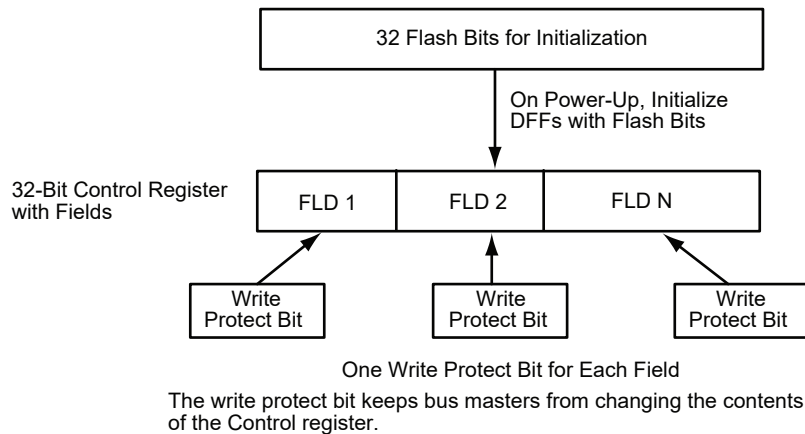 32 Flash Bits for Initialization
On Power-Up, Initialize
DFFs with Flash Bits
32-Bit Control Register
with Fields
FLD 1
FLD 2
FLD N
Write
Protect Bit
Write
Protect Bit
Write
Protect Bit
One Write Protect Bit for Each Field
The write protect bit keeps bus masters from changing the contents
of the Control register.